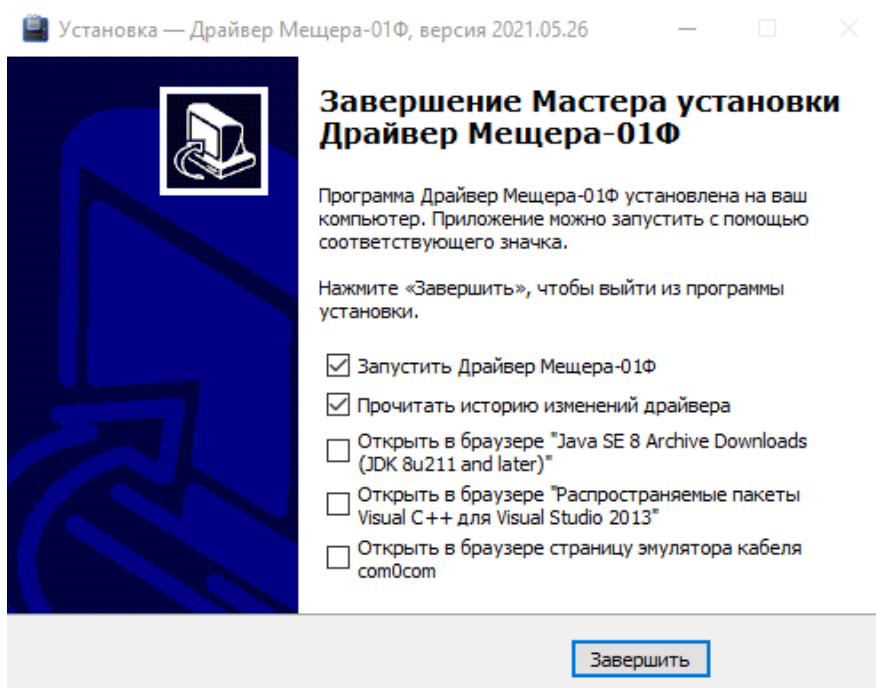 Установка — Драйвер Мещера-01Ф, версия 2021.05.26
Завершение Мастера установки
Драйвер Мещера-01Ф
Программа Драйвер Мещера-01Ф установлена на ваш
компьютер. Приложение можно запустить с помощью
соответствующего значка.
Нажмите «Завершить», чтобы выйти из программы
установки.
Запустить Драйвер Мещера-01Ф
Прочитать историю изменений драйвера
Открыть в браузере "Java SE 8 Archive Downloads
(JDK 8u211 and later)"
Открыть в браузере "Распространяемые пакеты
Visual C++ для Visual Studio 2013"
Открыть в браузере страницу эмулятора кабеля
com0com
Завершить